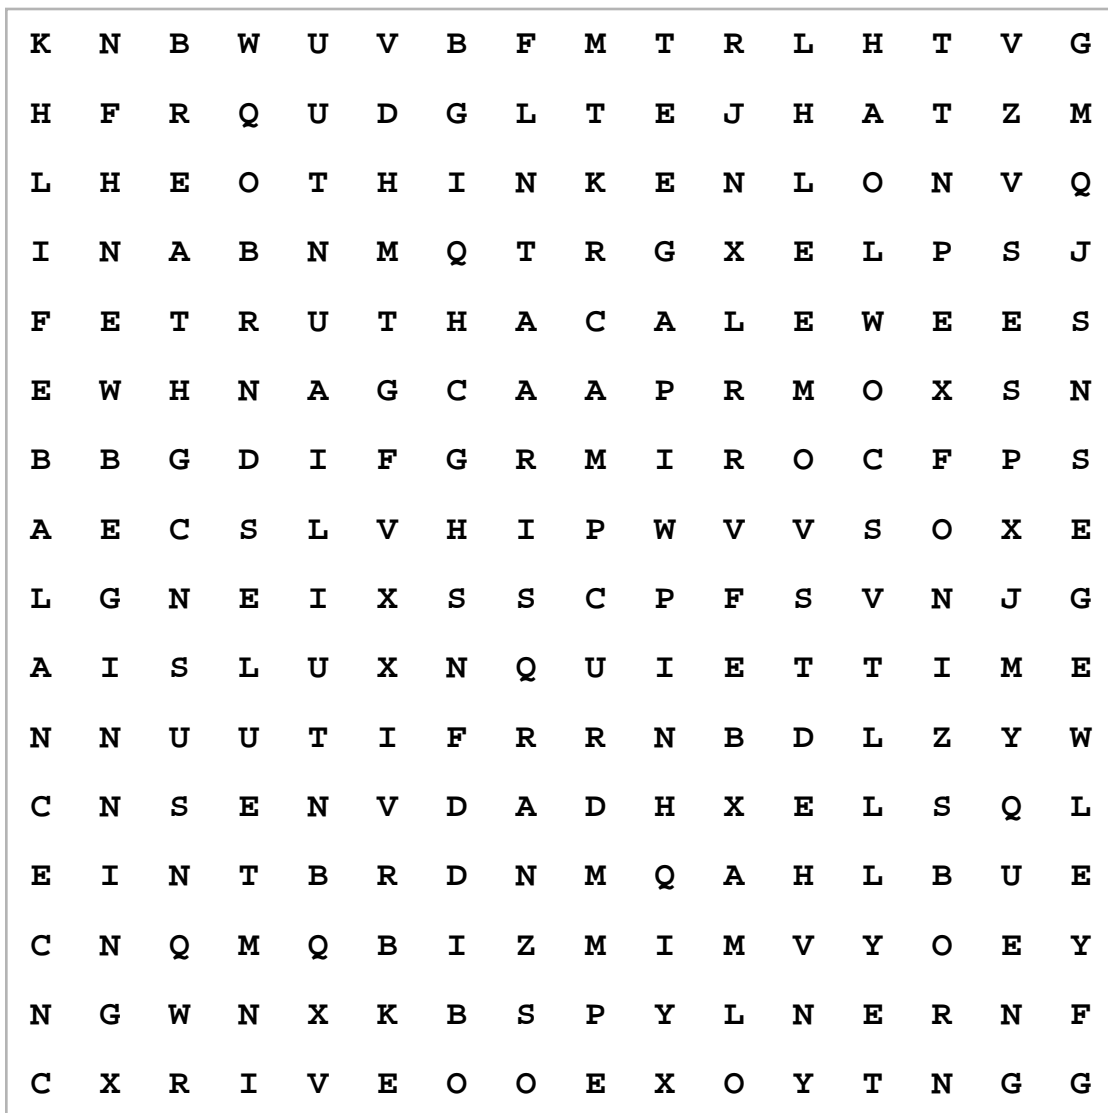 K N B W U V B F M T R L H T V G
H F R Q U D G L T E J H A T Z M
L H E O T H I N K E N L O N V Q
I N A B N M Q T R G X E L P S J
F E T R U T H A C A L E W E E S
E W H N A G C A A P R M O X S N
B B G D I F G R M I R O C F P S
A E C S L V H I P W V V S O X E
L G N E I X S S C P F S V N J G
A I S L U X N Q U I E T T I M E
N N U U T I F R R N B D L Z Y W
C N S E N V D A D H X E L S Q L
E I N T B R D N M Q A H L B U E
C N Q M Q B I Z M I M V Y O E Y
N G W N X K B S P Y L N E R N F
C X R I V E O O E X O Y T N G G